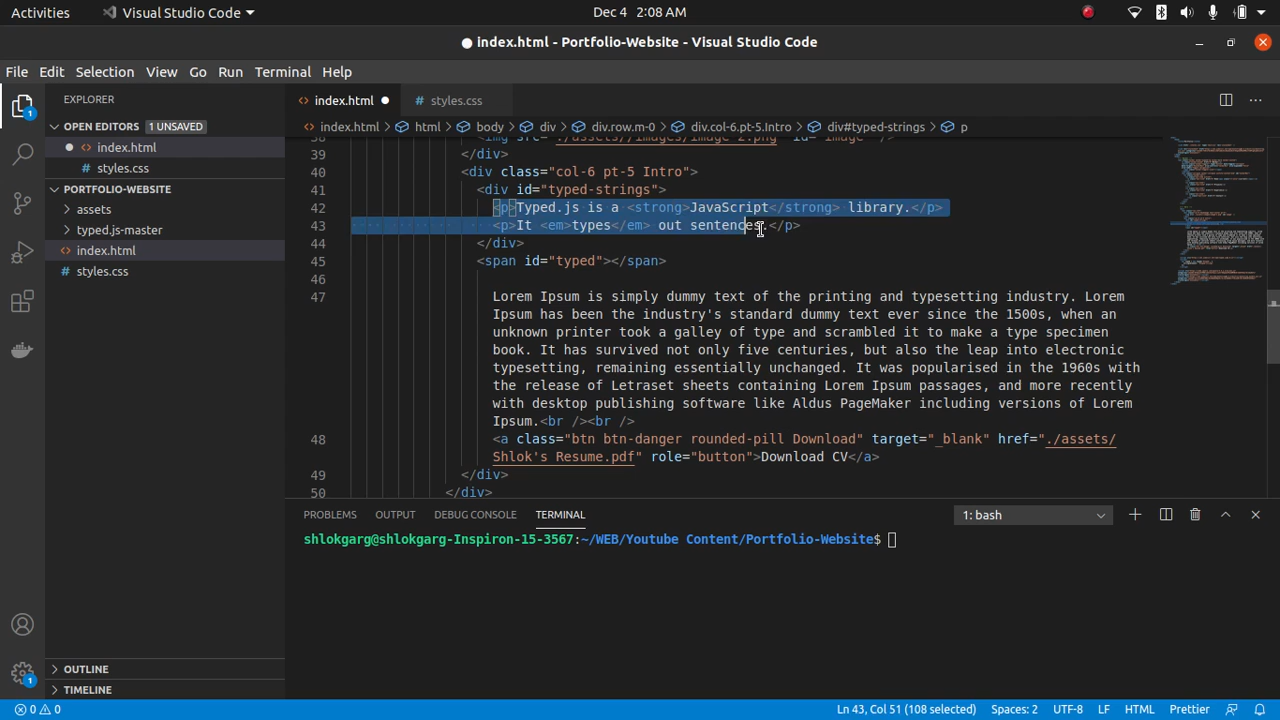 Activities
Visual Studio Code
Dec 4 2:08 AM
● index.html - Portfolio-Website - Visual Studio Code
File Edit Selection View Go Run Terminal Help
EXPLORER
OPEN EDITORS 1 UNSAVED
index.html
styles.css
PORTFOLIO-WEBSITE
assets
typed.js-master
index.html
styles.css
OUTLINE
TIMELINE
1
1
index.html
styles.css
index.html > html > body > div > div.row.m-0 > div.col-6.pt-5.Intro > div#typed-strings > p
38 <img src="./assets//images/image-2.png" id="image" />
39 </div>
40 <div class="col-6 pt-5 Intro">
41 <div id="typed-strings">
42 <p>Typed.js is a <strong>JavaScript</strong> library.</p>
43 <p>It <em>types</em> out sentences.</p>
44 </div>
45 <span id="typed"></span>
46
47 Lorem Ipsum is simply dummy text of the printing and typesetting industry. Lorem
Ipsum has been the industry's standard dummy text ever since the 1500s, when an
unknown printer took a galley of type and scrambled it to make a type specimen
book. It has survived not only five centuries, but also the leap into electronic
typesetting, remaining essentially unchanged. It was popularised in the 1960s with
the release of Letraset sheets containing Lorem Ipsum passages, and more recently
with desktop publishing software like Aldus PageMaker including versions of Lorem
Ipsum.<br /><br />
48 <a class="btn btn-danger rounded-pill Download" target="_blank" href="./assets/
Shlok's Resume.pdf" role="button">Download CV</a>
49 </div>
50 </div>
PROBLEMS OUTPUT DEBUG CONSOLE TERMINAL
1: bash
shlokgarg@shlokgarg-Inspiron-15-3567:~/WEB/Youtube Content/Portfolio-Website$
0 0
Ln 43, Col 51 (108 selected) Spaces: 2 UTF-8 LF HTML Prettier